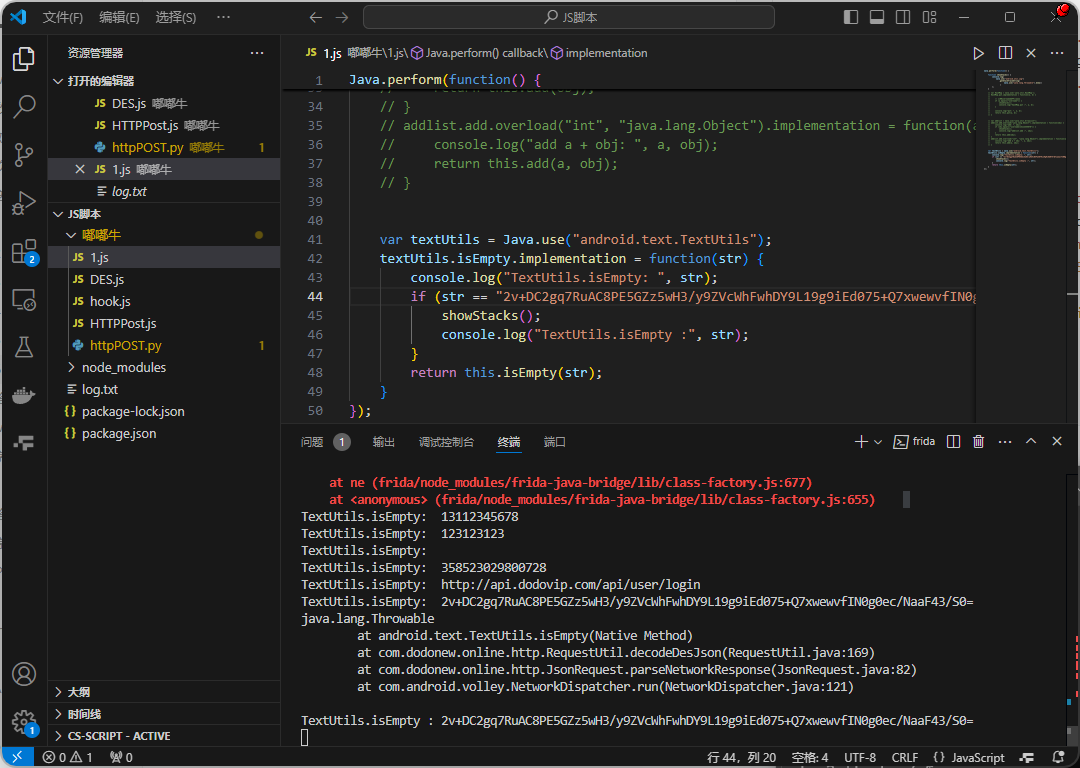 文件(F) 编辑(E) 选择(S) ··· JS脚本
资源管理器 ···
打开的编辑器
JS DES.js 嘟嘟牛
JS HTTPPost.js 嘟嘟牛
httpPOST.py 嘟嘟牛 1
JS 1.js 嘟嘟牛
log.txt
JS脚本
嘟嘟牛
JS 1.js
JS DES.js
JS hook.js
JS HTTPPost.js
httpPOST.py 1
node_modules
log.txt
{} package-lock.json
{} package.json
大纲
时间线
CS-SCRIPT - ACTIVE
2
1
JS 1.js 嘟嘟牛\1.js\Java.perform() callback\implementation
1 Java.perform(function() {
34 // }
35 // addlist.add.overload("int", "java.lang.Object").implementation = function(a
36 // console.log("add a + obj: ", a, obj);
37 // return this.add(a, obj);
38 // }
39
40
41 var textUtils = Java.use("android.text.TextUtils");
42 textUtils.isEmpty.implementation = function(str) {
43 console.log("TextUtils.isEmpty: ", str);
44 if (str == "2v+DC2gq7RuAC8PE5GZz5wH3/y9ZVcWhFwhDY9L19g9iEd075+Q7xwewvfIN0g
45 showStacks();
46 console.log("TextUtils.isEmpty :", str);
47 }
48 return this.isEmpty(str);
49 }
50 });
问题 1 输出 调试控制台 终端 端口 frida
at ne (frida/node_modules/frida-java-bridge/lib/class-factory.js:677)
at <anonymous> (frida/node_modules/frida-java-bridge/lib/class-factory.js:655)
TextUtils.isEmpty: 13112345678
TextUtils.isEmpty: 123123123
TextUtils.isEmpty:
TextUtils.isEmpty: 358523029800728
TextUtils.isEmpty: http://api.dodovip.com/api/user/login
TextUtils.isEmpty: 2v+DC2gq7RuAC8PE5GZz5wH3/y9ZVcWhFwhDY9L19g9iEd075+Q7xwewvfIN0g0ec/NaaF43/S0=
java.lang.Throwable
at android.text.TextUtils.isEmpty(Native Method)
at com.dodonew.online.http.RequestUtil.decodeDesJson(RequestUtil.java:169)
at com.dodonew.online.http.JsonRequest.parseNetworkResponse(JsonRequest.java:82)
at com.android.volley.NetworkDispatcher.run(NetworkDispatcher.java:121)
TextUtils.isEmpty : 2v+DC2gq7RuAC8PE5GZz5wH3/y9ZVcWhFwhDY9L19g9iEd075+Q7xwewvfIN0g0ec/NaaF43/S0=
0 1 0 行 44，列 20 空格: 4 UTF-8 CRLF {} JavaScript